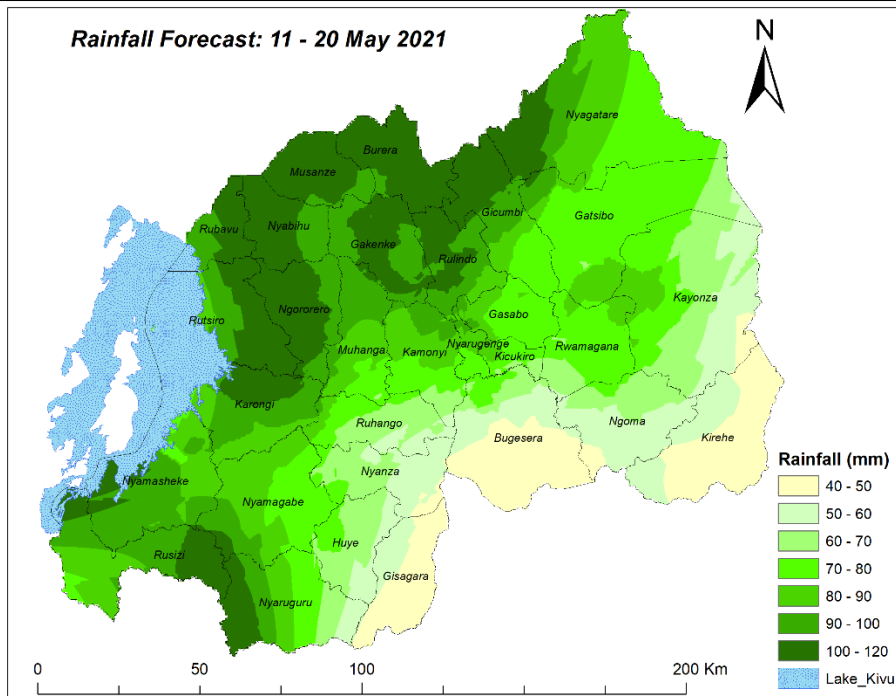 Rainfall Forecast: 11 - 20 May 2021
N
Nyagatare
Burera
Musanze
Gicumbi
Gatsibo
Rubavu
Nyabihu
Gakenke
Rulindo
Kayonza
Ngororero
Rutsiro
Gasabo
Muhanga
Kamonyi
Nyarugenge
Kicukiro
Rwamagana
Karongi
Ruhango
Bugesera
Ngoma
Kirehe
Nyanza
Nyamasheke
Nyamagabe
Huye
Rusizi
Gisagara
Nyaruguru
Rainfall (mm)
40 - 50
50 - 60
60 - 70
70 - 80
80 - 90
90 - 100
100 - 120
Lake_Kivu
0 50 100 200 Km